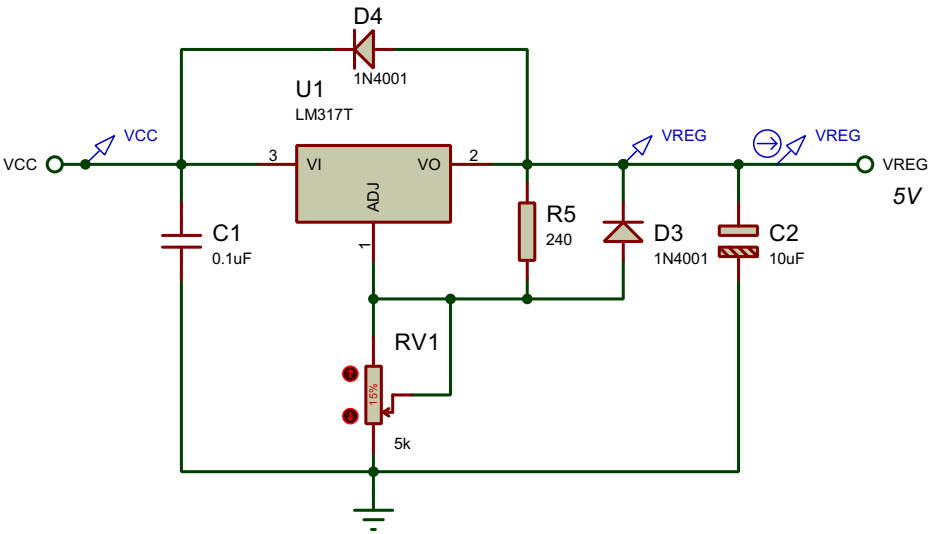 D4
1N4001
U1
LM317T
VCC
VCC
3
VI
VO
2
ADJ
1
VREG
VREG
VREG
5V
C1
0.1uF
R5
240
D3
1N4001
C2
10uF
RV1
15%
5k